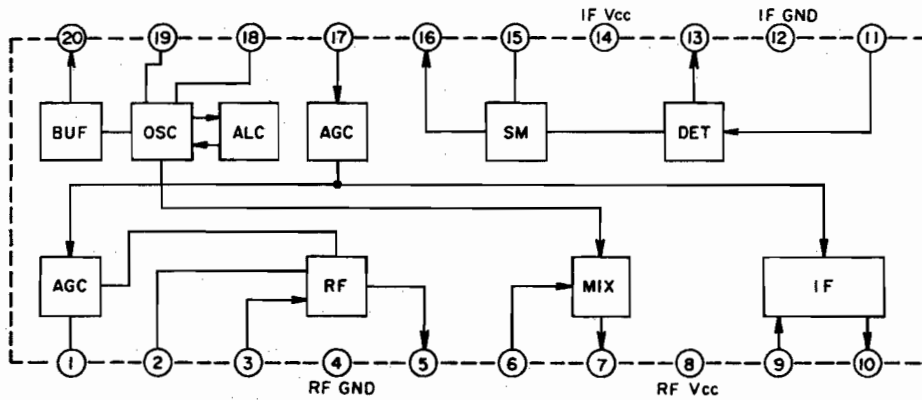 IF Vcc IF GND
20 19 18 17 16 15 14 13 12 11
BUF OSC ALC AGC SM DET
AGC RF MIX IF
1 2 3 4 5 6 7 8 9 10
RF GND RF Vcc